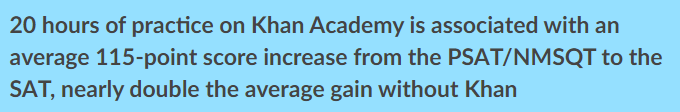 20 hours of practice on Khan Academy is associated with an
average 115-point score increase from the PSAT/NMSQT to the
SAT, nearly double the average gain without Khan